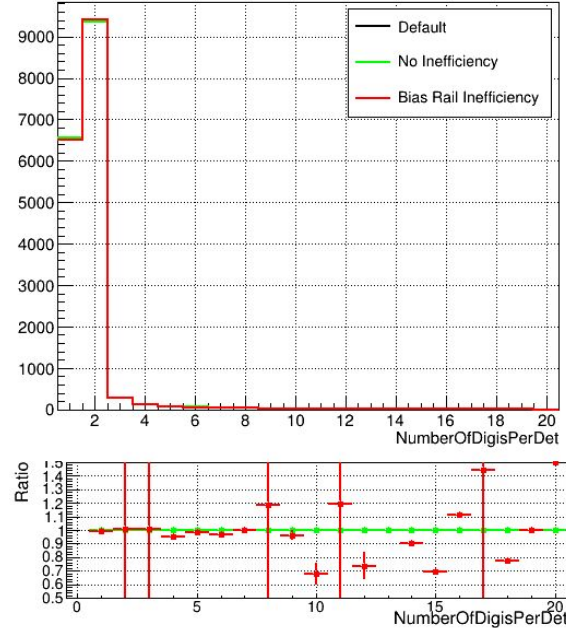 9000
8000
7000
6000
5000
4000
3000
2000
1000
0
Default
No Inefficiency
Bias Rail Inefficiency
2 4 6 8 10 12 14 16 18 20
NumberOfDigisPerDet
Ratio
1.5
1.4
1.3
1.2
1.1
1
0.9
0.8
0.7
0.6
0.5
0 5 10 15 20
NumberOfDigisPerDet